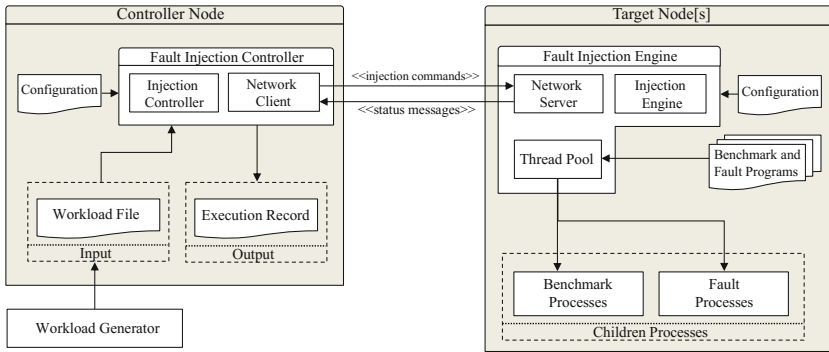 Controller Node
Fault Injection Controller
Configuration
Injection
Controller
Network
Client
<<injection commands>>
<<status messages>>
Workload File
Input
Execution Record
Output
Workload Generator
Target Node[s]
Fault Injection Engine
Network
Server
Injection
Engine
Configuration
Thread Pool
Benchmark and
Fault Programs
Benchmark
Processes
Fault
Processes
Children Processes